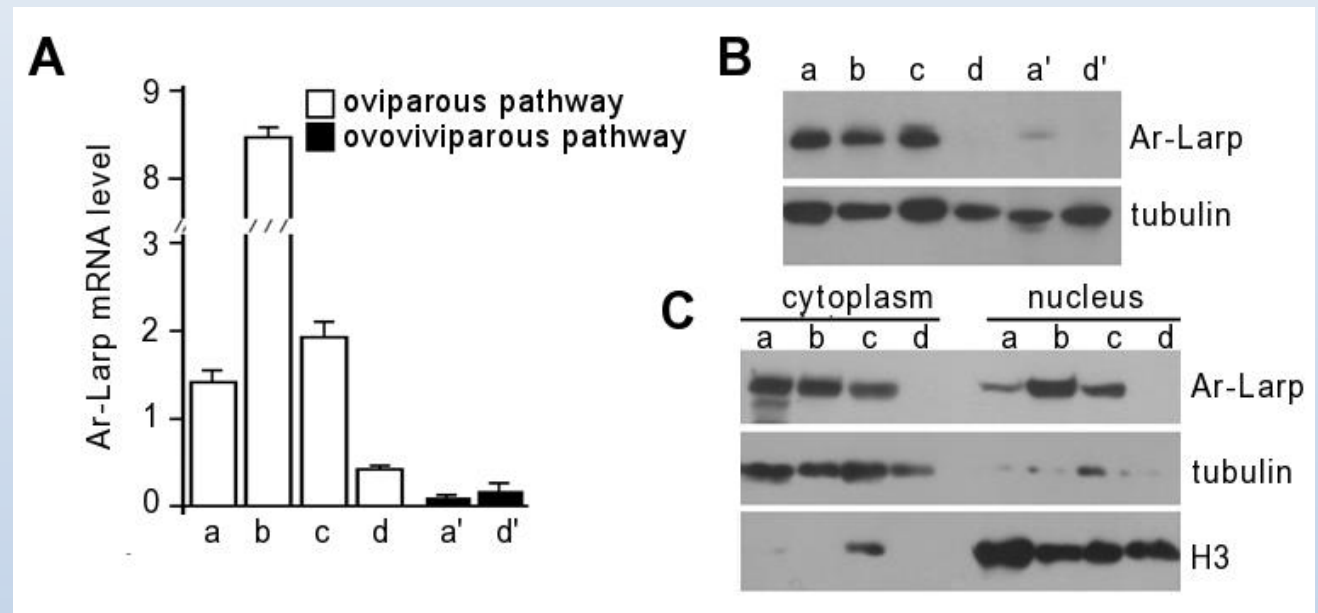 A
9
8
3
2
1
0
Ar-Larp mRNA level
oviparous pathway
ovoviviparous pathway
a b c d a' d'
B
a b c d a' d'
Ar-Larp
tubulin
C
cytoplasm nucleus
a b c d a b c d
Ar-Larp
tubulin
H3